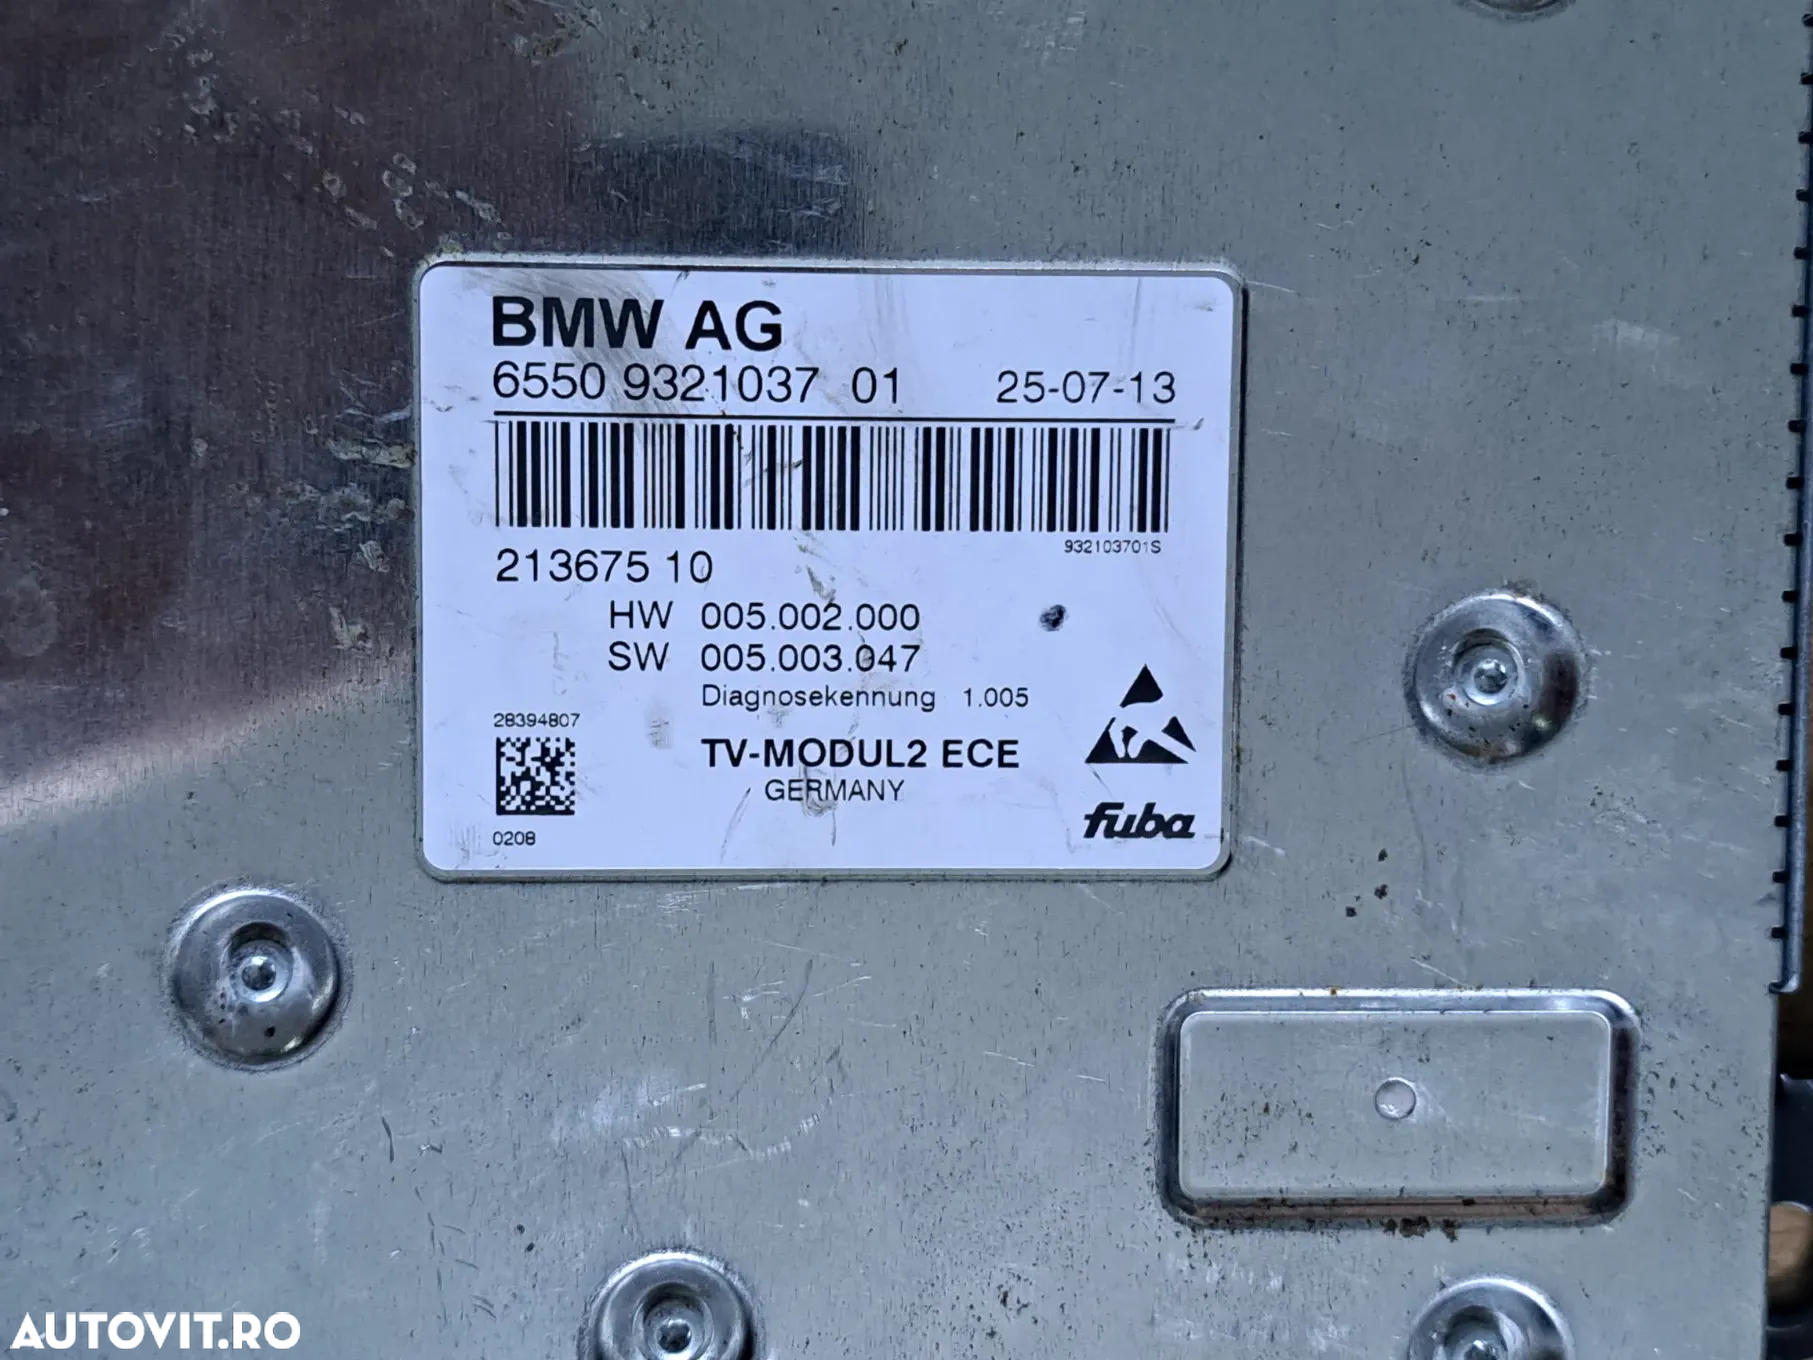 BMW AG
6550 9321037 01 25-07-13
932103701S
213675 10
HW 005.002.000
SW 005.003.047
Diagnosekennung 1.005
28394807
TV-MODUL2 ECE
GERMANY
fuba
0208
AUTOVIT.RO